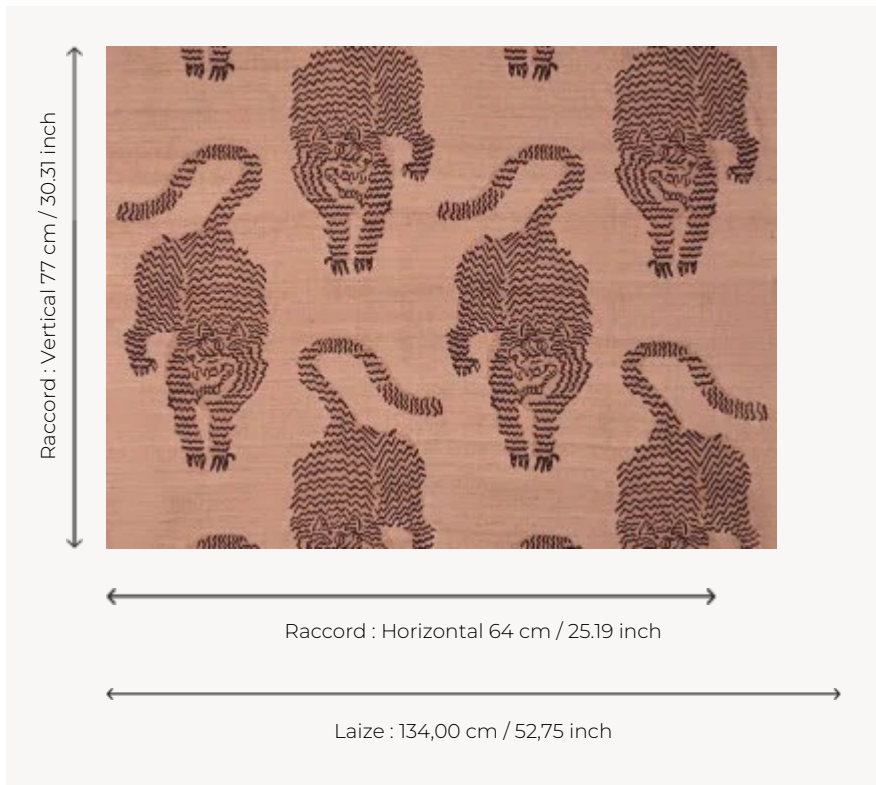 Raccord : Vertical 77 cm / 30.31 inch
Raccord : Horizontal 64 cm / 25.19 inch
Laize : 134,00 cm / 52,75 inch